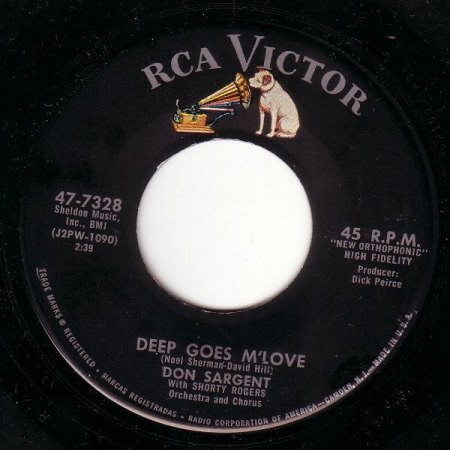 RCA VICTOR
47-7328
Sheldon Music,
Inc., BMI
(J2PW-1090)
2:38
45 R.P.M.
"NEW ORTHOPHONIC"
HIGH FIDELITY
Producer:
Dick Peirce
DEEP GOES M'LOVE
(Noel Sherman-David Hill)
DON SARGENT
With SHORTY ROGERS
Orchestra and Chorus
TRADE MARKS ® REGISTERED • MARCAS REGISTRADAS • RADIO CORPORATION OF AMERICA—CAMDEN, N.J.—MADE IN U.S.A.